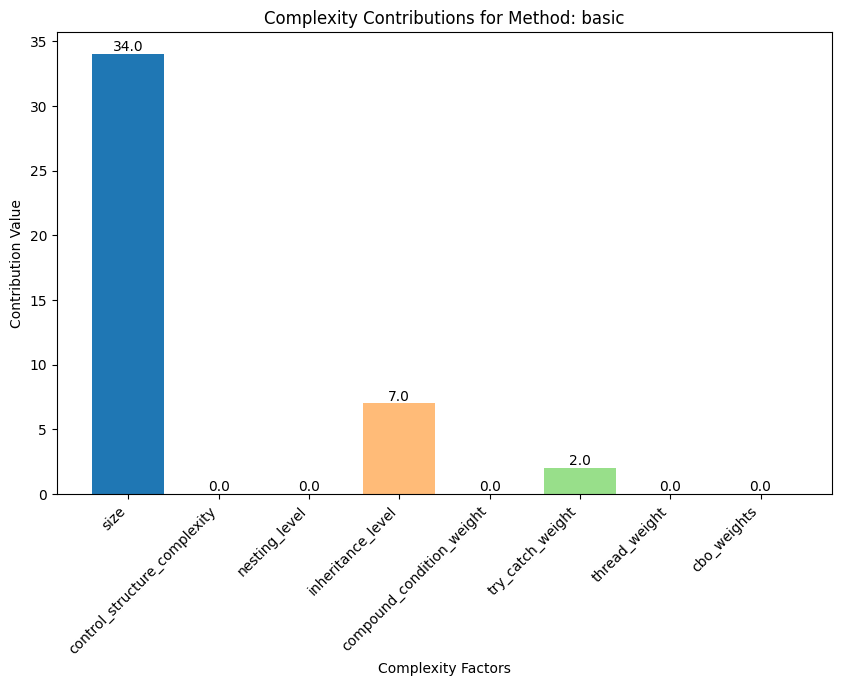 Complexity Contributions for Method: basic
Contribution Value
35
30
25
20
15
10
5
0
34.0
0.0
0.0
7.0
0.0
2.0
0.0
0.0
size
control_structure_complexity
nesting_level
inheritance_level
compound_condition_weight
try_catch_weight
thread_weight
cbo_weights
Complexity Factors